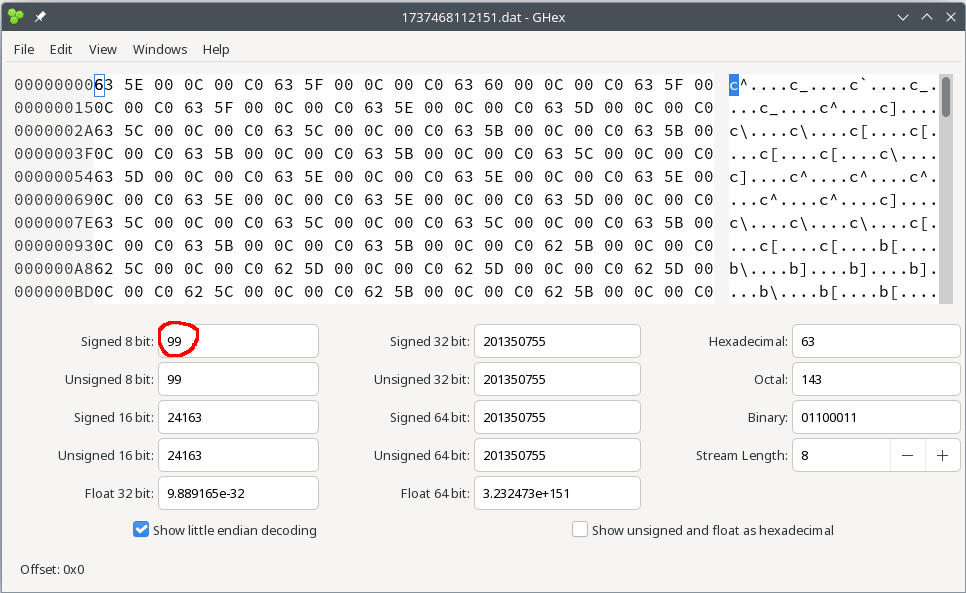 1737468112151.dat - GHex
File Edit View Windows Help
00000000 63 5E 00 0C 00 C0 63 5F 00 0C 00 C0 63 60 00 0C 00 C0 63 5F 00 c^....c_....c`....c_.
00000015 0C 00 C0 63 5F 00 0C 00 C0 63 5E 00 0C 00 C0 63 5D 00 0C 00 C0 ...c_....c^....c]....
0000002A 63 5C 00 0C 00 C0 63 5C 00 0C 00 C0 63 5B 00 0C 00 C0 63 5B 00 c\....c\....c[....c[.
0000003F 0C 00 C0 63 5B 00 0C 00 C0 63 5B 00 0C 00 C0 63 5C 00 0C 00 C0 ...c[....c[....c\....
00000054 63 5D 00 0C 00 C0 63 5E 00 0C 00 C0 63 5E 00 0C 00 C0 63 5E 00 c]....c^....c^....c^.
00000069 0C 00 C0 63 5E 00 0C 00 C0 63 5E 00 0C 00 C0 63 5D 00 0C 00 C0 ...c^....c^....c]....
0000007E 63 5C 00 0C 00 C0 63 5C 00 0C 00 C0 63 5C 00 0C 00 C0 63 5B 00 c\....c\....c\....c[.
00000093 0C 00 C0 63 5B 00 0C 00 C0 63 5B 00 0C 00 C0 62 5B 00 0C 00 C0 ...c[....c[....b[....
000000A8 62 5C 00 0C 00 C0 62 5D 00 0C 00 C0 62 5D 00 0C 00 C0 62 5D 00 b\....b]....b]....b].
000000BD 0C 00 C0 62 5C 00 0C 00 C0 62 5B 00 0C 00 C0 62 5B 00 0C 00 C0 ...b\....b[....b[....
Signed 8 bit: 99 Signed 32 bit: 201350755 Hexadecimal: 63
Unsigned 8 bit: 99 Unsigned 32 bit: 201350755 Octal: 143
Signed 16 bit: 24163 Signed 64 bit: 201350755 Binary: 01100011
Unsigned 16 bit: 24163 Unsigned 64 bit: 201350755 Stream Length: 8 − +
Float 32 bit: 9.889165e-32 Float 64 bit: 3.232473e+151
Show little endian decoding Show unsigned and float as hexadecimal
Offset: 0x0